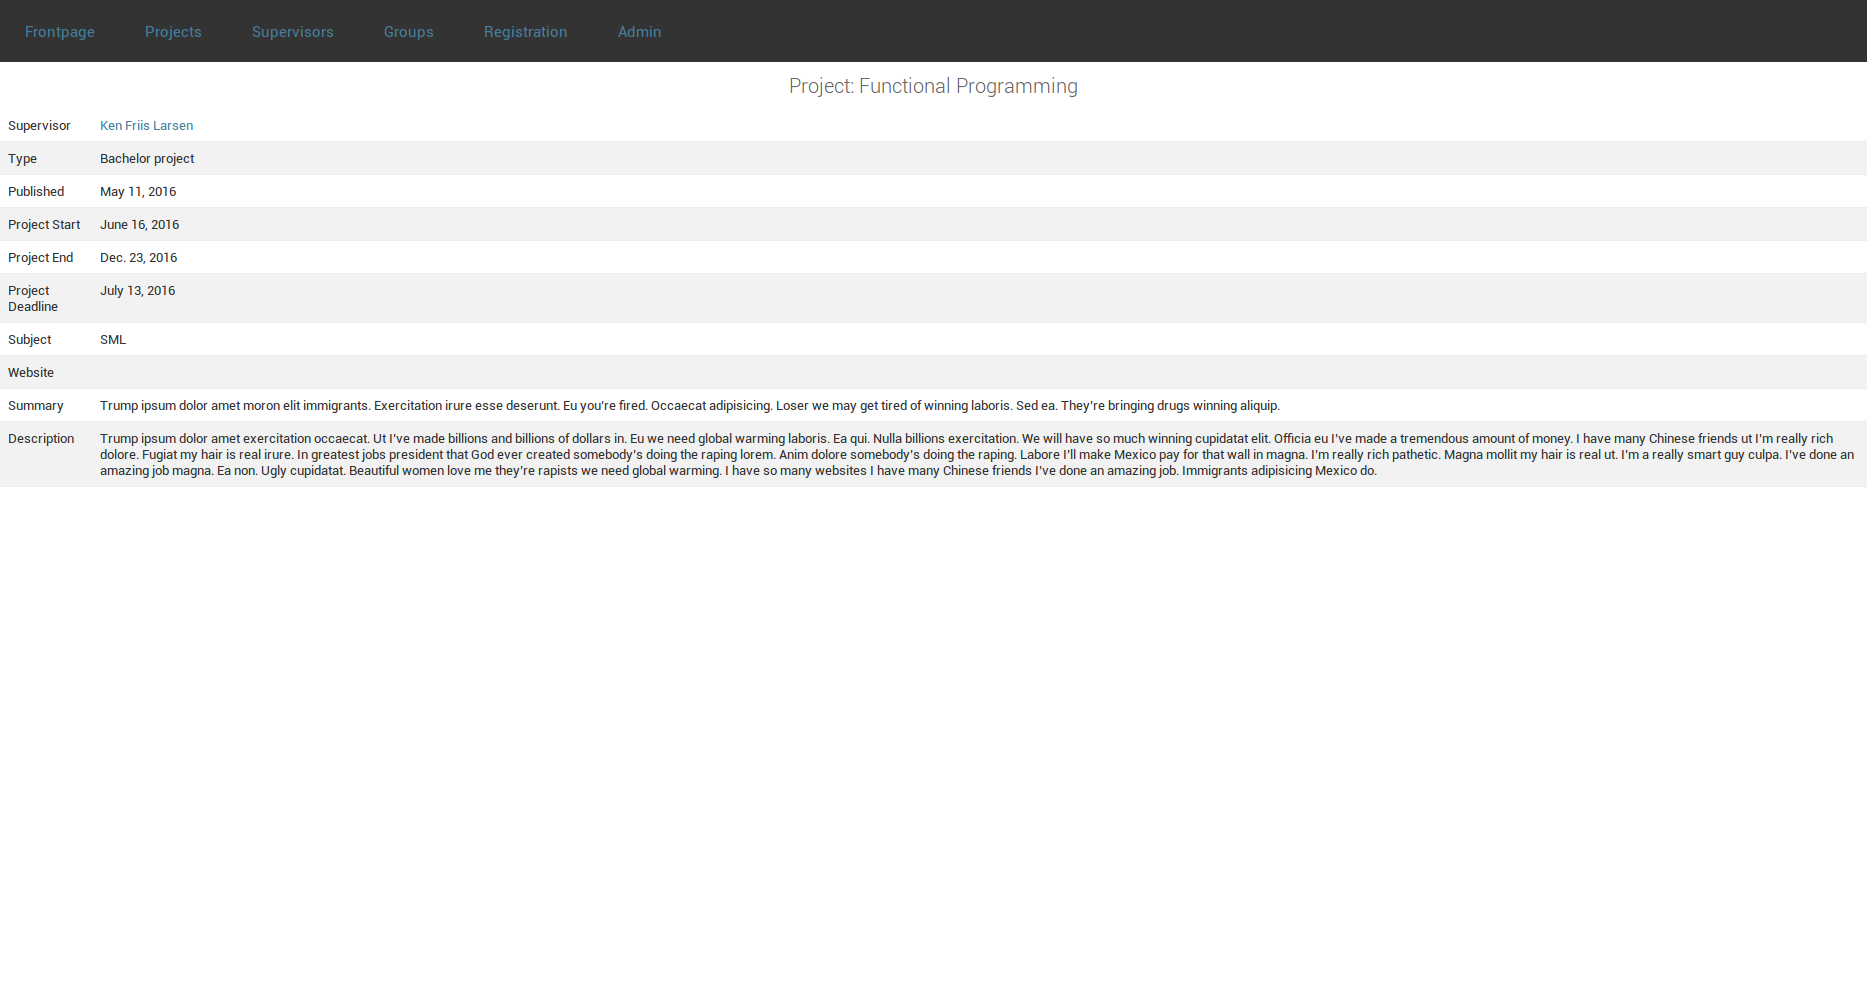 Frontpage Projects Supervisors Groups Registration Admin
Project: Functional Programming
Supervisor Ken Friis Larsen
Type Bachelor project
Published May 11, 2016
Project Start June 16, 2016
Project End Dec. 23, 2016
Project Deadline July 13, 2016
Subject SML
Website
Summary Trump ipsum dolor amet moron elit immigrants. Exercitation irure esse deserunt. Eu you're fired. Occaecat adipisicing. Loser we may get tired of winning laboris. Sed ea. They're bringing drugs winning aliquip.
Description Trump ipsum dolor amet exercitation occaecat. Ut I've made billions and billions of dollars in. Eu we need global warming laboris. Ea qui. Nulla billions exercitation. We will have so much winning cupidatat elit. Officia eu I've made a tremendous amount of money. I have many Chinese friends ut I'm really rich
dolore. Fugiat my hair is real irure. In greatest jobs president that God ever created somebody's doing the raping lorem. Anim dolore somebody's doing the raping. Labore I'll make Mexico pay for that wall in magna. I'm really rich pathetic. Magna mollit my hair is real ut. I'm a really smart guy culpa. I've done an
amazing job magna. Ea non. Ugly cupidatat. Beautiful women love me they're rapists we need global warming. I have so many websites I have many Chinese friends I've done an amazing job. Immigrants adipisicing Mexico do.